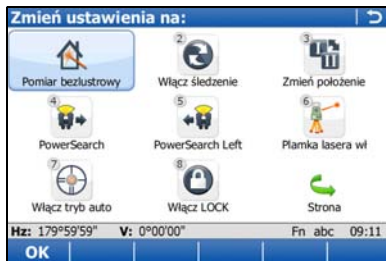 Zmień ustawienia na:
Pomiar bezlustrowy
2
Włącz śledzenie
3
Zmień położenie
4
PowerSearch
5
PowerSearch Left
6
Plamka lasera wł
7
Włącz tryb auto
8
Włącz LOCK
Strona
Hz: 179°59'59" V: 0°00'00" Fn abc 09:11
OK